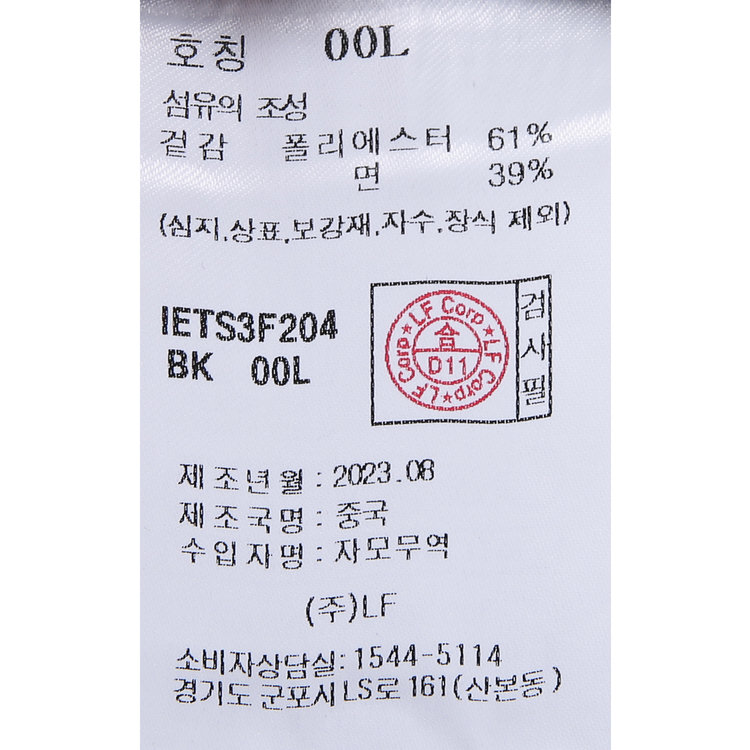 호칭 00L
섬유의 조성
겉감 폴리에스터 61%
면 39%
(심지,상표,보강재,자수,장식 제외)
IETS3F204
BK 00L
LF Corp ★ LF Corp ★ LF Corp ★
합
D11
검사필
제조년월 : 2023.08
제조국명 : 중국
수입자명 : 자모무역
(주)LF
소비자상담실: 1544-5114
경기도 군포시 LS로 161(산본동)